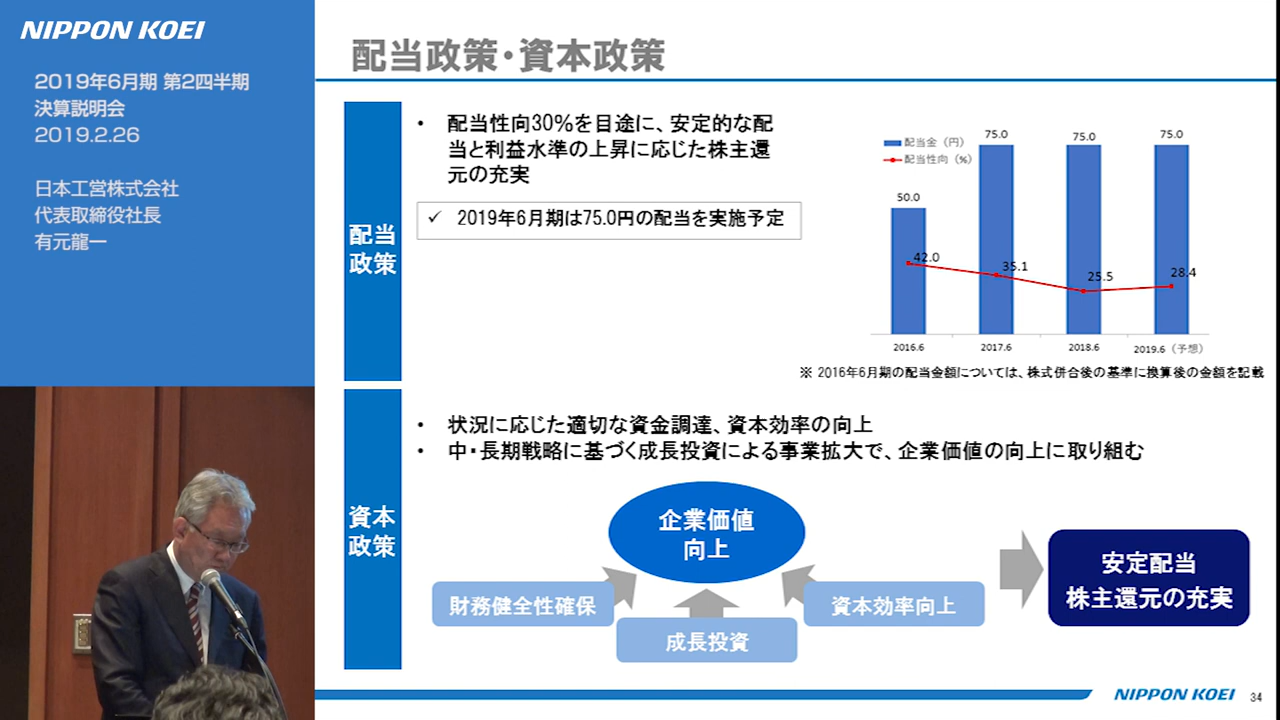 NIPPON KOEI
2019年6月期 第2四半期
決算説明会
2019.2.26
日本工営株式会社
代表取締役社長
有元龍一
配当政策・資本政策
配当
政策
• 配当性向30%を目途に、安定的な配
当と利益水準の上昇に応じた株主還
元の充実
✓ 2019年6月期は75.0円の配当を実施予定
配当金（円）
配当性向（%）
50.0
75.0
75.0
75.0
42.0
35.1
25.5
28.4
2016.6
2017.6
2018.6
2019.6（予想）
※ 2016年6月期の配当金額については、株式併合後の基準に換算後の金額を記載
資本
政策
• 状況に応じた適切な資金調達、資本効率の向上
• 中・長期戦略に基づく成長投資による事業拡大で、企業価値の向上に取り組む
企業価値
向上
財務健全性確保
成長投資
資本効率向上
安定配当
株主還元の充実
NIPPON KOEI
34